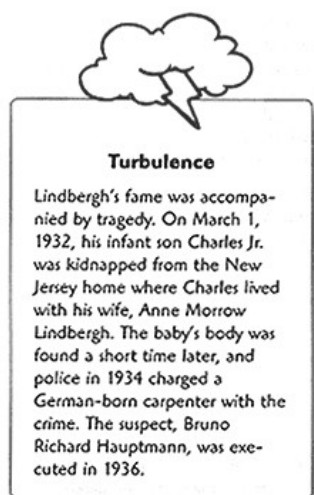 Turbulence
Lindbergh's fame was accompa-
nied by tragedy. On March 1,
1932, his infant son Charles Jr.
was kidnapped from the New
Jersey home where Charles lived
with his wife, Anne Morrow
Lindbergh. The baby's body was
found a short time later, and
police in 1934 charged a
German-born carpenter with the
crime. The suspect, Bruno
Richard Hauptmann, was exe-
cuted in 1936.